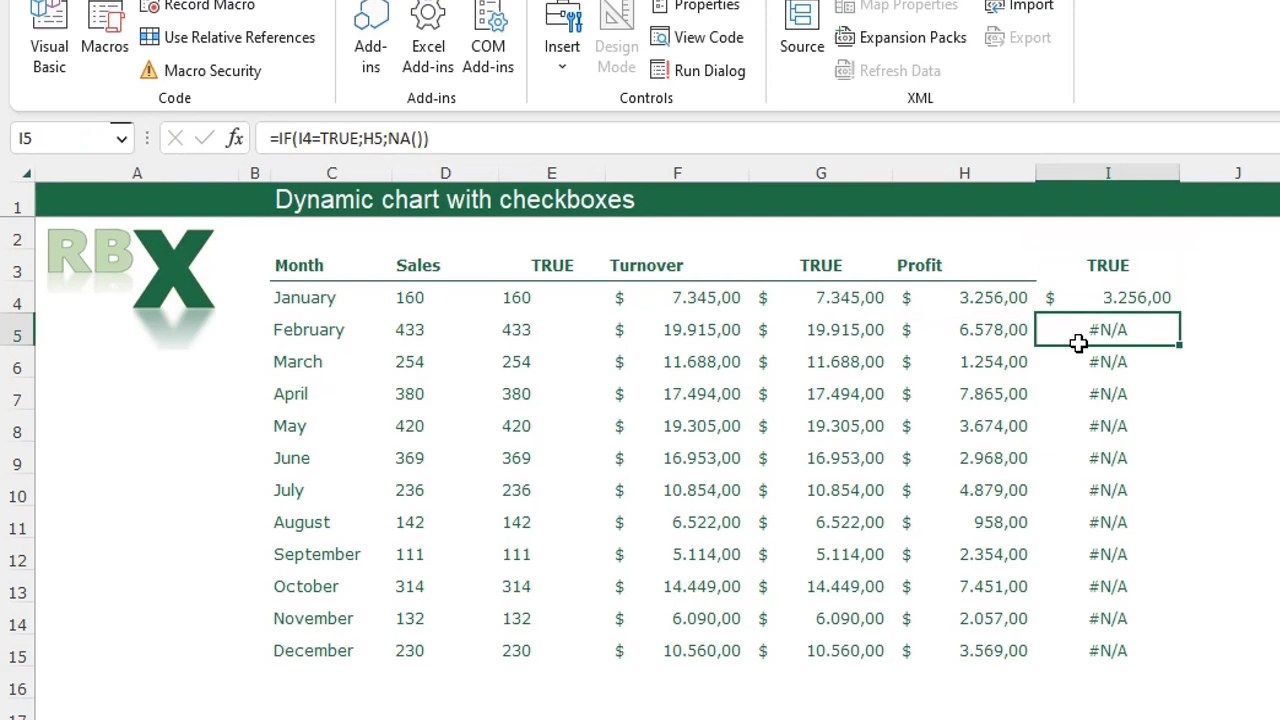 Record Macro Properties Map Properties Import
Visual Basic Macros Use Relative References Add-ins Excel Add-ins COM Add-ins Insert Design Mode View Code Source Expansion Packs Export
Macro Security Run Dialog Refresh Data
Code Add-ins Controls XML
I5 fx =IF(I4=TRUE;H5;NA())
A B C D E F G H I J
1 Dynamic chart with checkboxes
2 RBX
3 Month Sales TRUE Turnover TRUE Profit TRUE
4 January 160 160 $ 7.345,00 $ 7.345,00 $ 3.256,00 $ 3.256,00
5 February 433 433 $ 19.915,00 $ 19.915,00 $ 6.578,00 #N/A
6 March 254 254 $ 11.688,00 $ 11.688,00 $ 1.254,00 #N/A
7 April 380 380 $ 17.494,00 $ 17.494,00 $ 7.865,00 #N/A
8 May 420 420 $ 19.305,00 $ 19.305,00 $ 3.674,00 #N/A
9 June 369 369 $ 16.953,00 $ 16.953,00 $ 2.968,00 #N/A
10 July 236 236 $ 10.854,00 $ 10.854,00 $ 4.879,00 #N/A
11 August 142 142 $ 6.522,00 $ 6.522,00 $ 958,00 #N/A
12 September 111 111 $ 5.114,00 $ 5.114,00 $ 2.354,00 #N/A
13 October 314 314 $ 14.449,00 $ 14.449,00 $ 7.451,00 #N/A
14 November 132 132 $ 6.090,00 $ 6.090,00 $ 2.057,00 #N/A
15 December 230 230 $ 10.560,00 $ 10.560,00 $ 3.569,00 #N/A
16
17